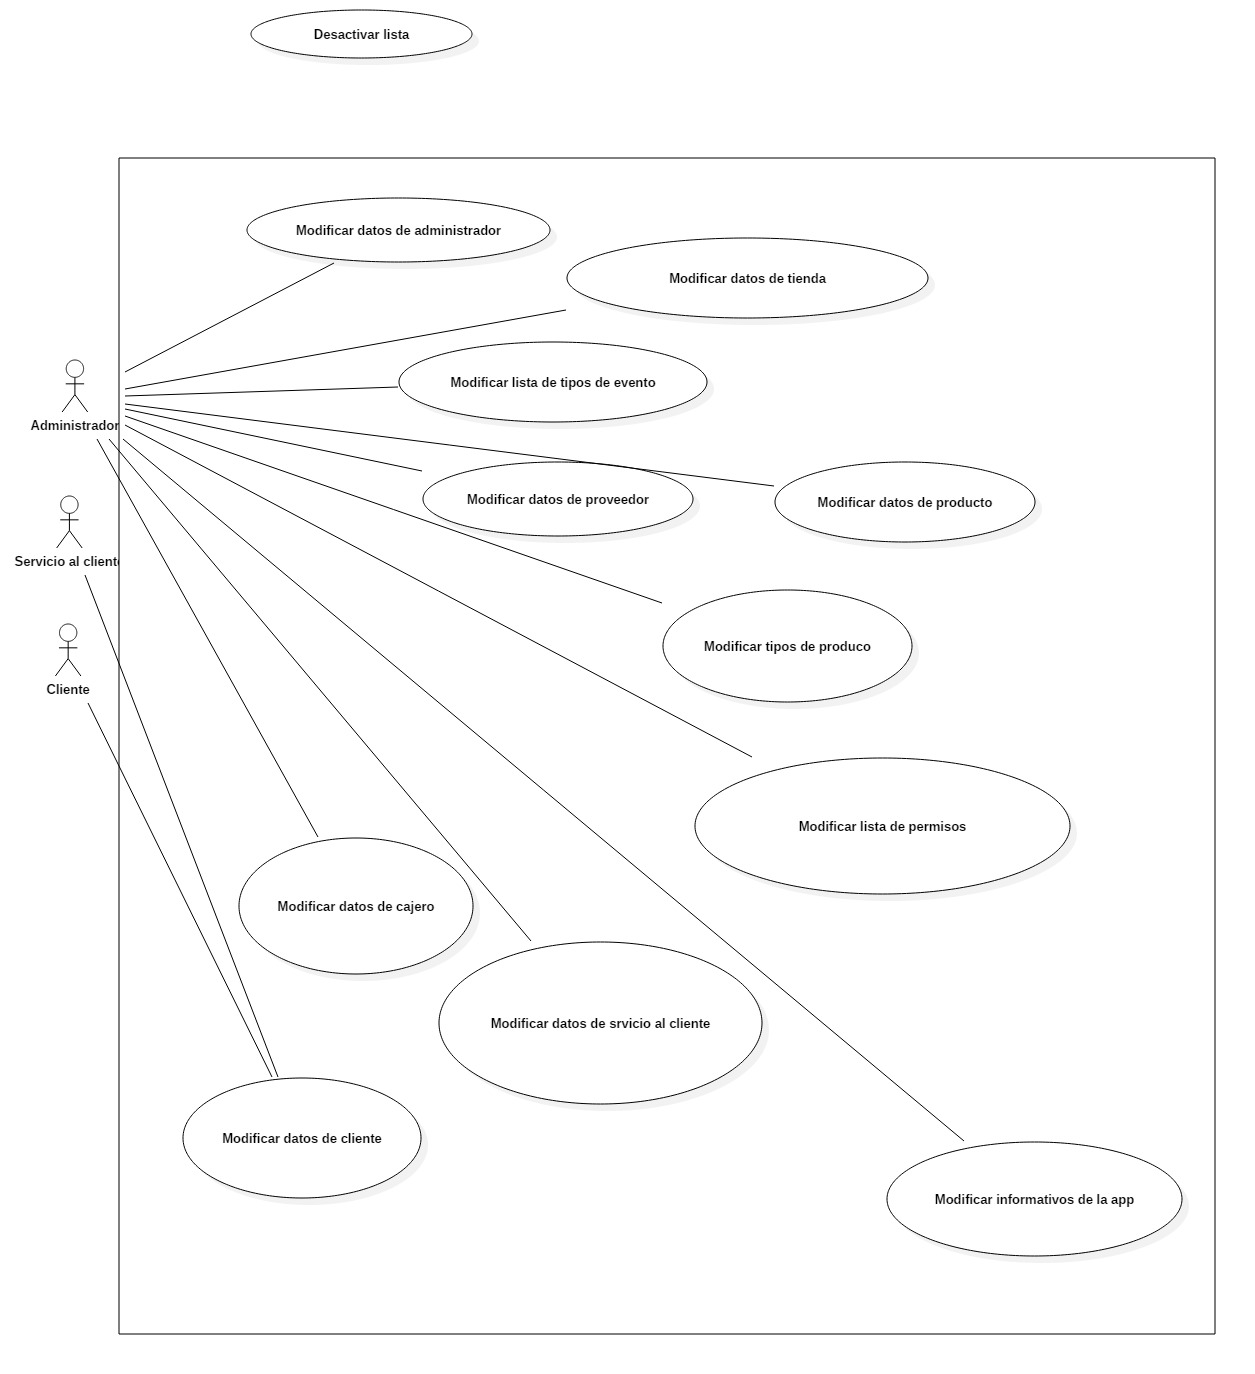 Desactivar lista
Modificar datos de administrador
Modificar datos de tienda
Modificar lista de tipos de evento
Administrador
Modificar datos de proveedor
Modificar datos de producto
Servicio al cliente
Modificar tipos de produco
Cliente
Modificar lista de permisos
Modificar datos de cajero
Modificar datos de srvicio al cliente
Modificar datos de cliente
Modificar informativos de la app